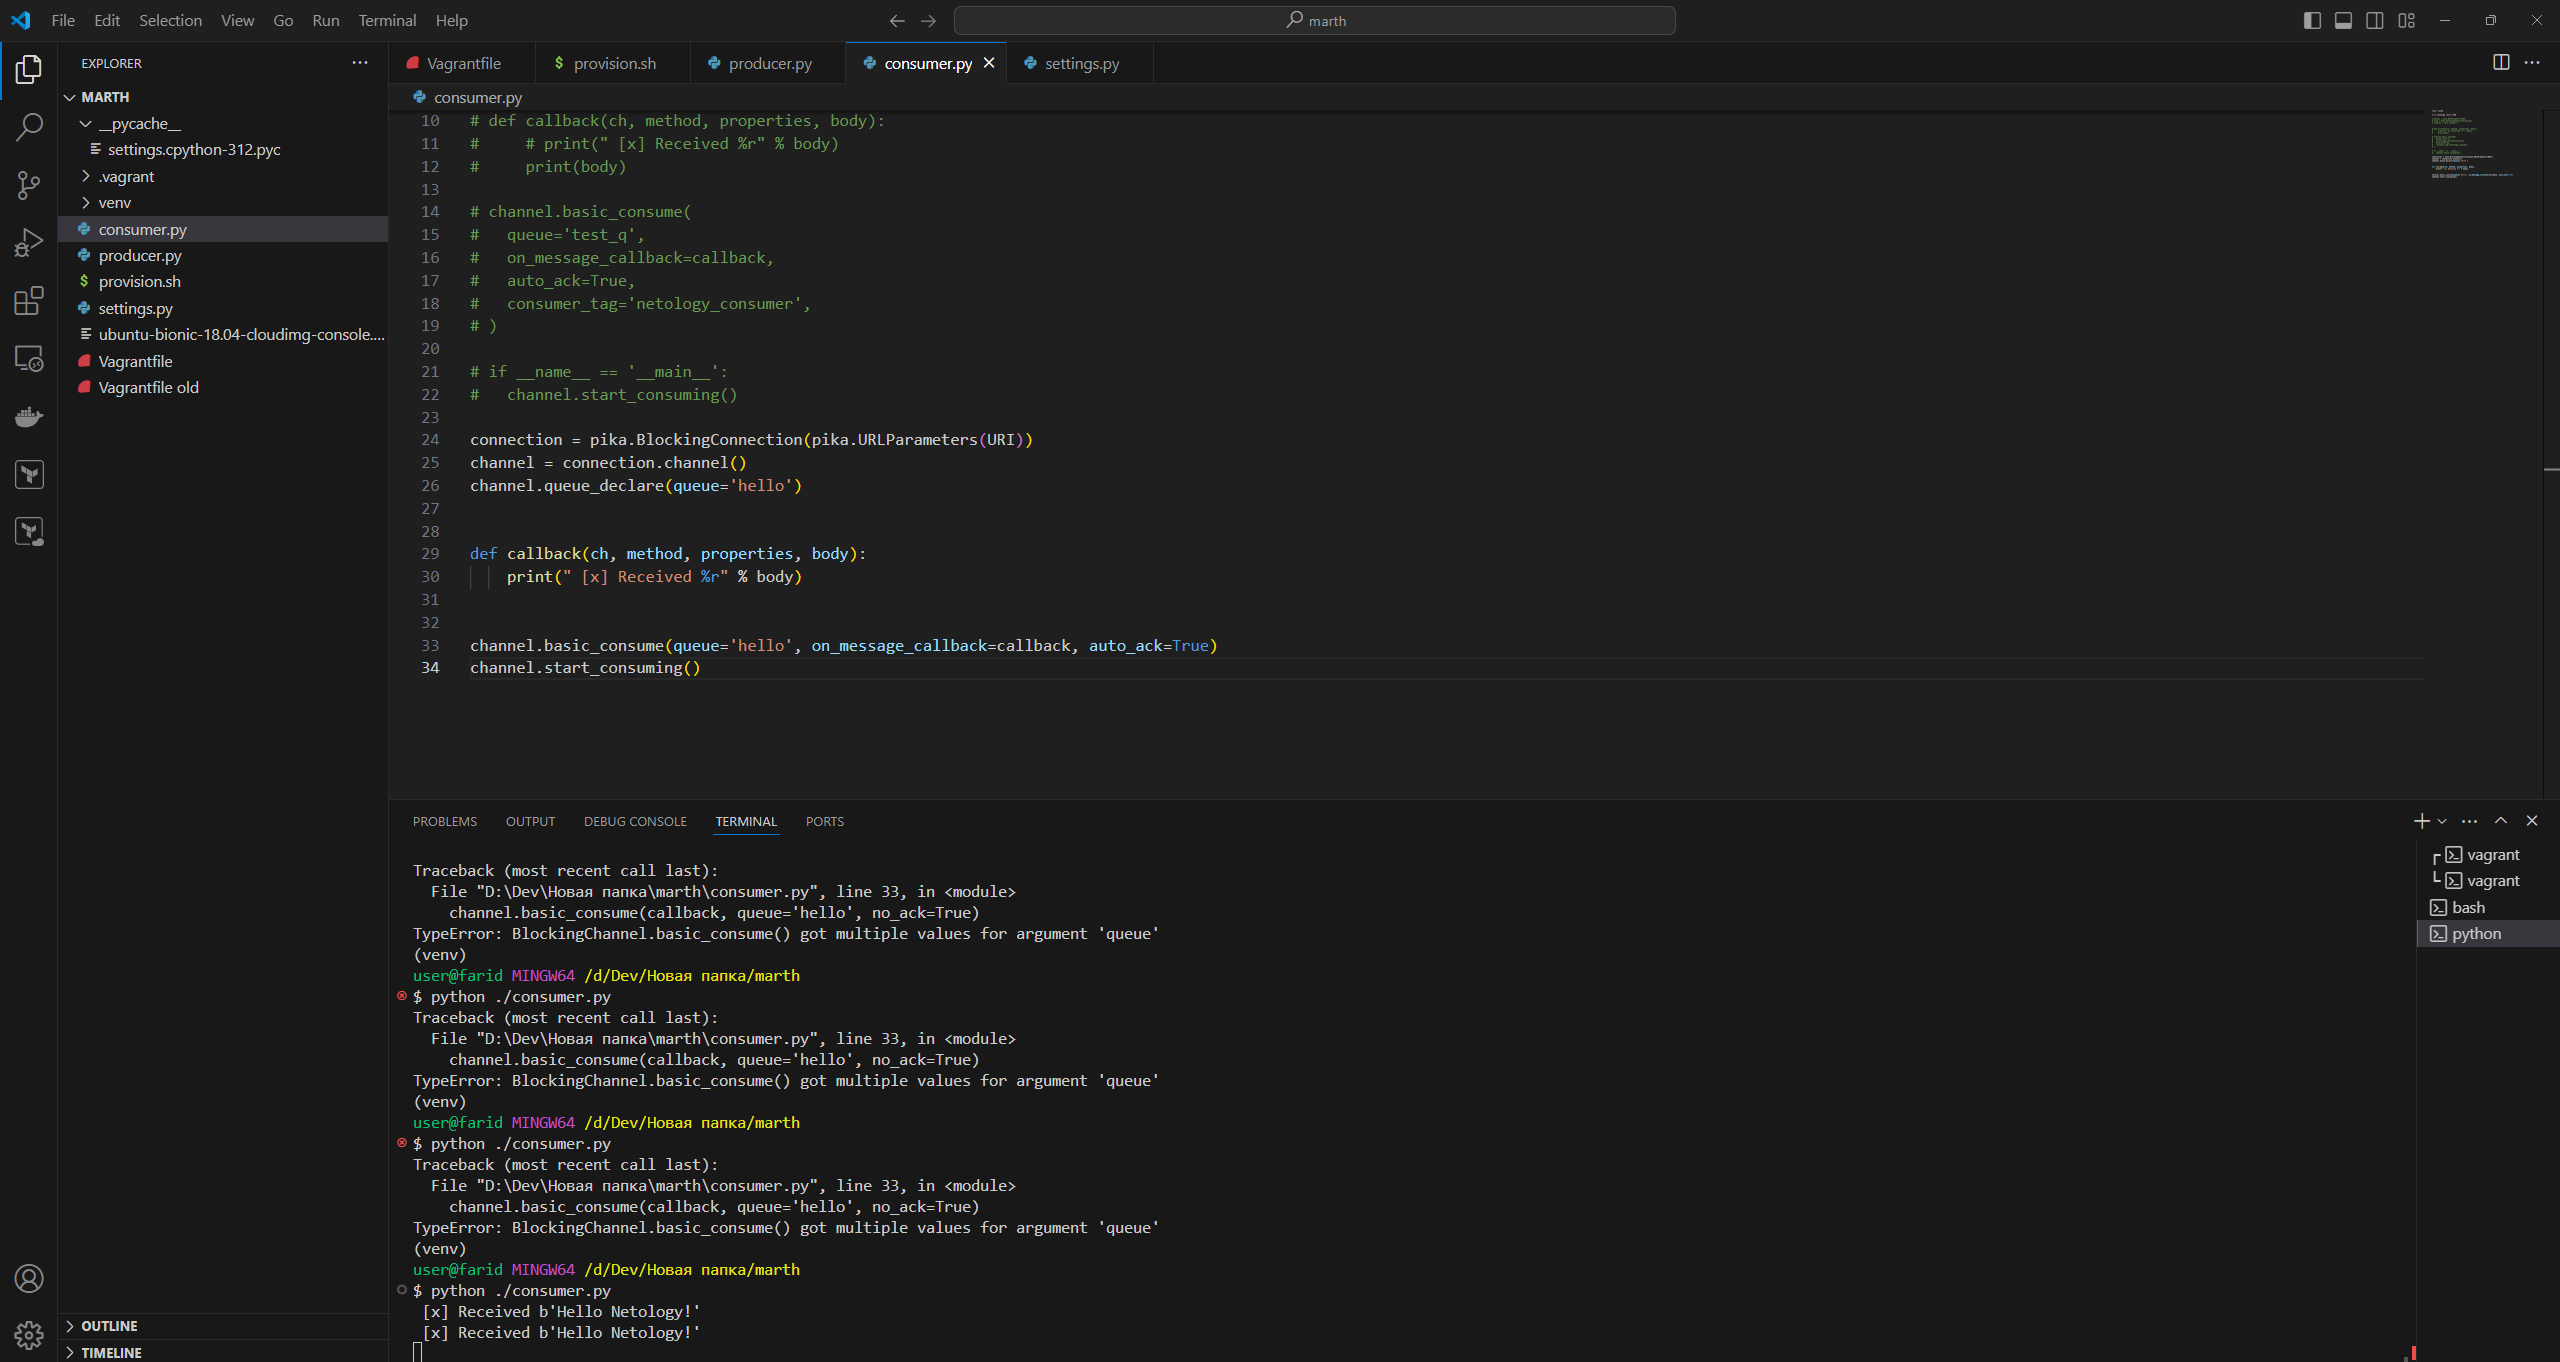 File Edit Selection View Go Run Terminal Help
marth
EXPLORER
MARTH
__pycache__
settings.cpython-312.pyc
.vagrant
venv
consumer.py
producer.py
provision.sh
settings.py
ubuntu-bionic-18.04-cloudimg-console....
Vagrantfile
Vagrantfile old
OUTLINE
TIMELINE
Vagrantfile
provision.sh
producer.py
consumer.py
settings.py
consumer.py
10 # def callback(ch, method, properties, body):
11 #     # print(" [x] Received %r" % body)
12 #     print(body)
13
14 # channel.basic_consume(
15 #   queue='test_q',
16 #   on_message_callback=callback,
17 #   auto_ack=True,
18 #   consumer_tag='netology_consumer',
19 # )
20
21 # if __name__ == '__main__':
22 #   channel.start_consuming()
23
24 connection = pika.BlockingConnection(pika.URLParameters(URI))
25 channel = connection.channel()
26 channel.queue_declare(queue='hello')
27
28
29 def callback(ch, method, properties, body):
30     print(" [x] Received %r" % body)
31
32
33 channel.basic_consume(queue='hello', on_message_callback=callback, auto_ack=True)
34 channel.start_consuming()
PROBLEMS OUTPUT DEBUG CONSOLE TERMINAL PORTS
Traceback (most recent call last):
  File "D:\Dev\Новая папка\marth\consumer.py", line 33, in <module>
    channel.basic_consume(callback, queue='hello', no_ack=True)
TypeError: BlockingChannel.basic_consume() got multiple values for argument 'queue'
(venv)
user@farid MINGW64 /d/Dev/Новая папка/marth
$ python ./consumer.py
Traceback (most recent call last):
  File "D:\Dev\Новая папка\marth\consumer.py", line 33, in <module>
    channel.basic_consume(callback, queue='hello', no_ack=True)
TypeError: BlockingChannel.basic_consume() got multiple values for argument 'queue'
(venv)
user@farid MINGW64 /d/Dev/Новая папка/marth
$ python ./consumer.py
Traceback (most recent call last):
  File "D:\Dev\Новая папка\marth\consumer.py", line 33, in <module>
    channel.basic_consume(callback, queue='hello', no_ack=True)
TypeError: BlockingChannel.basic_consume() got multiple values for argument 'queue'
(venv)
user@farid MINGW64 /d/Dev/Новая папка/marth
$ python ./consumer.py
 [x] Received b'Hello Netology!'
 [x] Received b'Hello Netology!'
vagrant
vagrant
bash
python